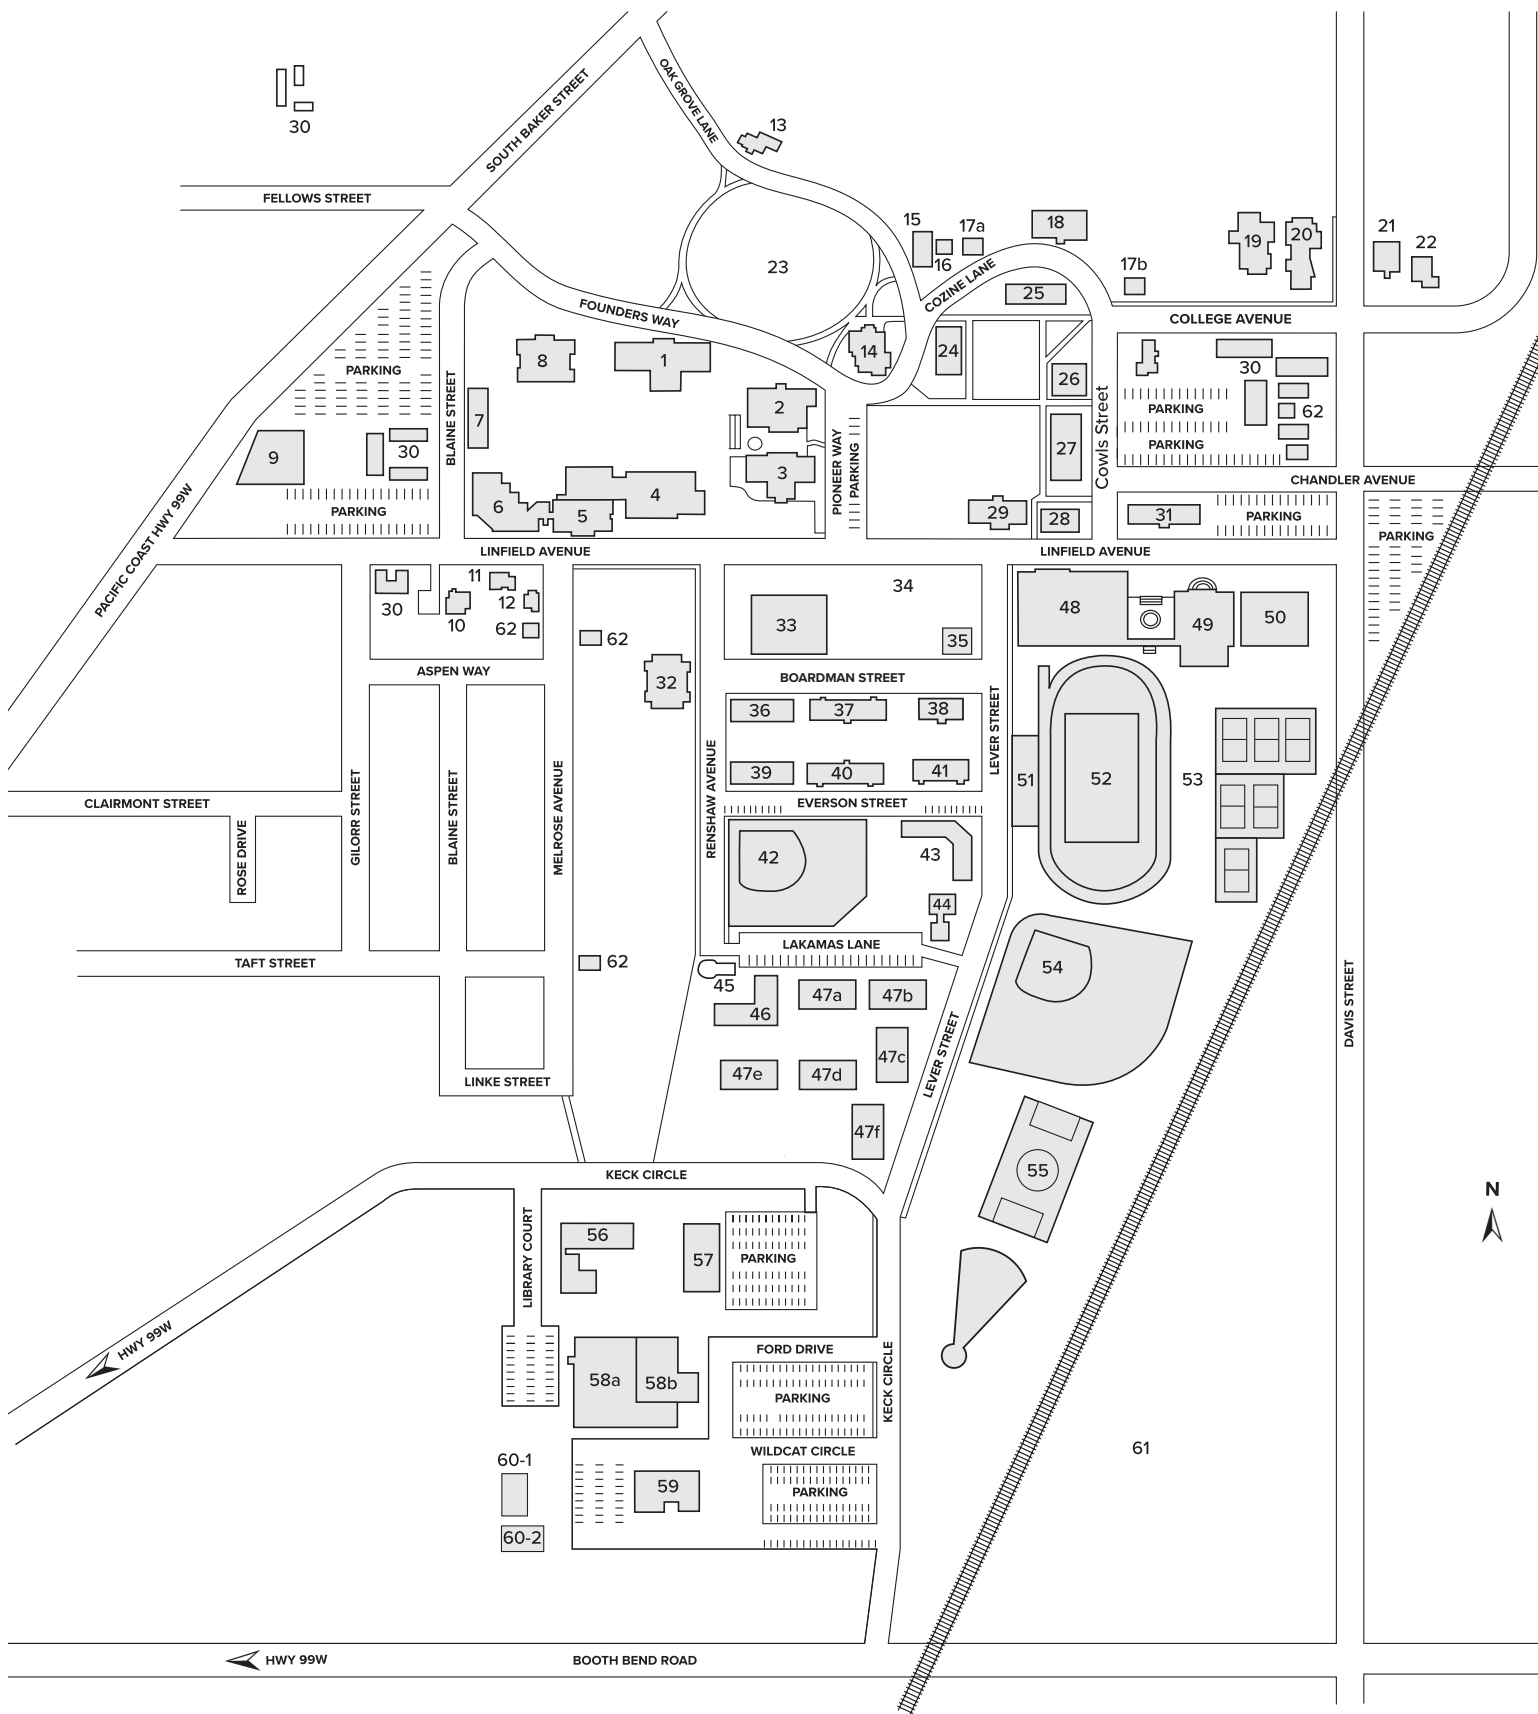 SOUTH BAKER STREET
OAK GROVE LANE
30
13
FELLOWS STREET
15
17a
18
16
19
20
21
22
23
17b
COZINE LANE
25
FOUNDERS WAY
COLLEGE AVENUE
8
1
14
24
PARKING
26
30
BLAINE STREET
7
2
Cowls Street
PARKING
62
9
30
PIONEER WAY
PARKING
27
PARKING
3
CHANDLER AVENUE
PACIFIC COAST HWY 99W
PARKING
6
5
4
29
28
31
PARKING
PARKING
LINFIELD AVENUE
LINFIELD AVENUE
30
11
12
10
62
62
33
34
35
48
49
50
ASPEN WAY
32
BOARDMAN STREET
36
37
38
LEVER STREET
39
40
41
51
52
53
CLAIRMONT STREET
EVERSON STREET
ROSE DRIVE
GILORR STREET
BLAINE STREET
MELROSE AVENUE
RENSHAW AVENUE
42
43
44
TAFT STREET
62
LAKAMAS LANE
54
45
46
47a
47b
DAVIS STREET
47c
47e
47d
LEVER STREET
LINKE STREET
47f
KECK CIRCLE
55
N
LIBRARY COURT
56
57
PARKING
HWY 99W
58a
58b
FORD DRIVE
PARKING
KECK CIRCLE
WILDCAT CIRCLE
61
60-1
59
PARKING
60-2
HWY 99W
BOOTH BEND ROAD